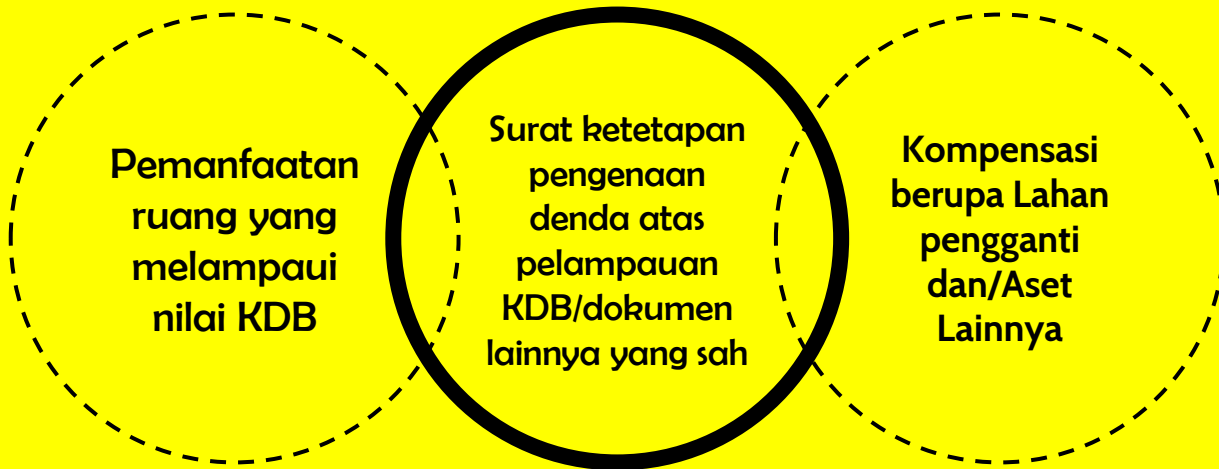 Pemanfaatan
ruang yang
melampaui
nilai KDB
Surat ketetapan
pengenaan
denda atas
pelampauan
KDB/dokumen
lainnya yang sah
Kompensasi
berupa Lahan
pengganti
dan/Aset
Lainnya